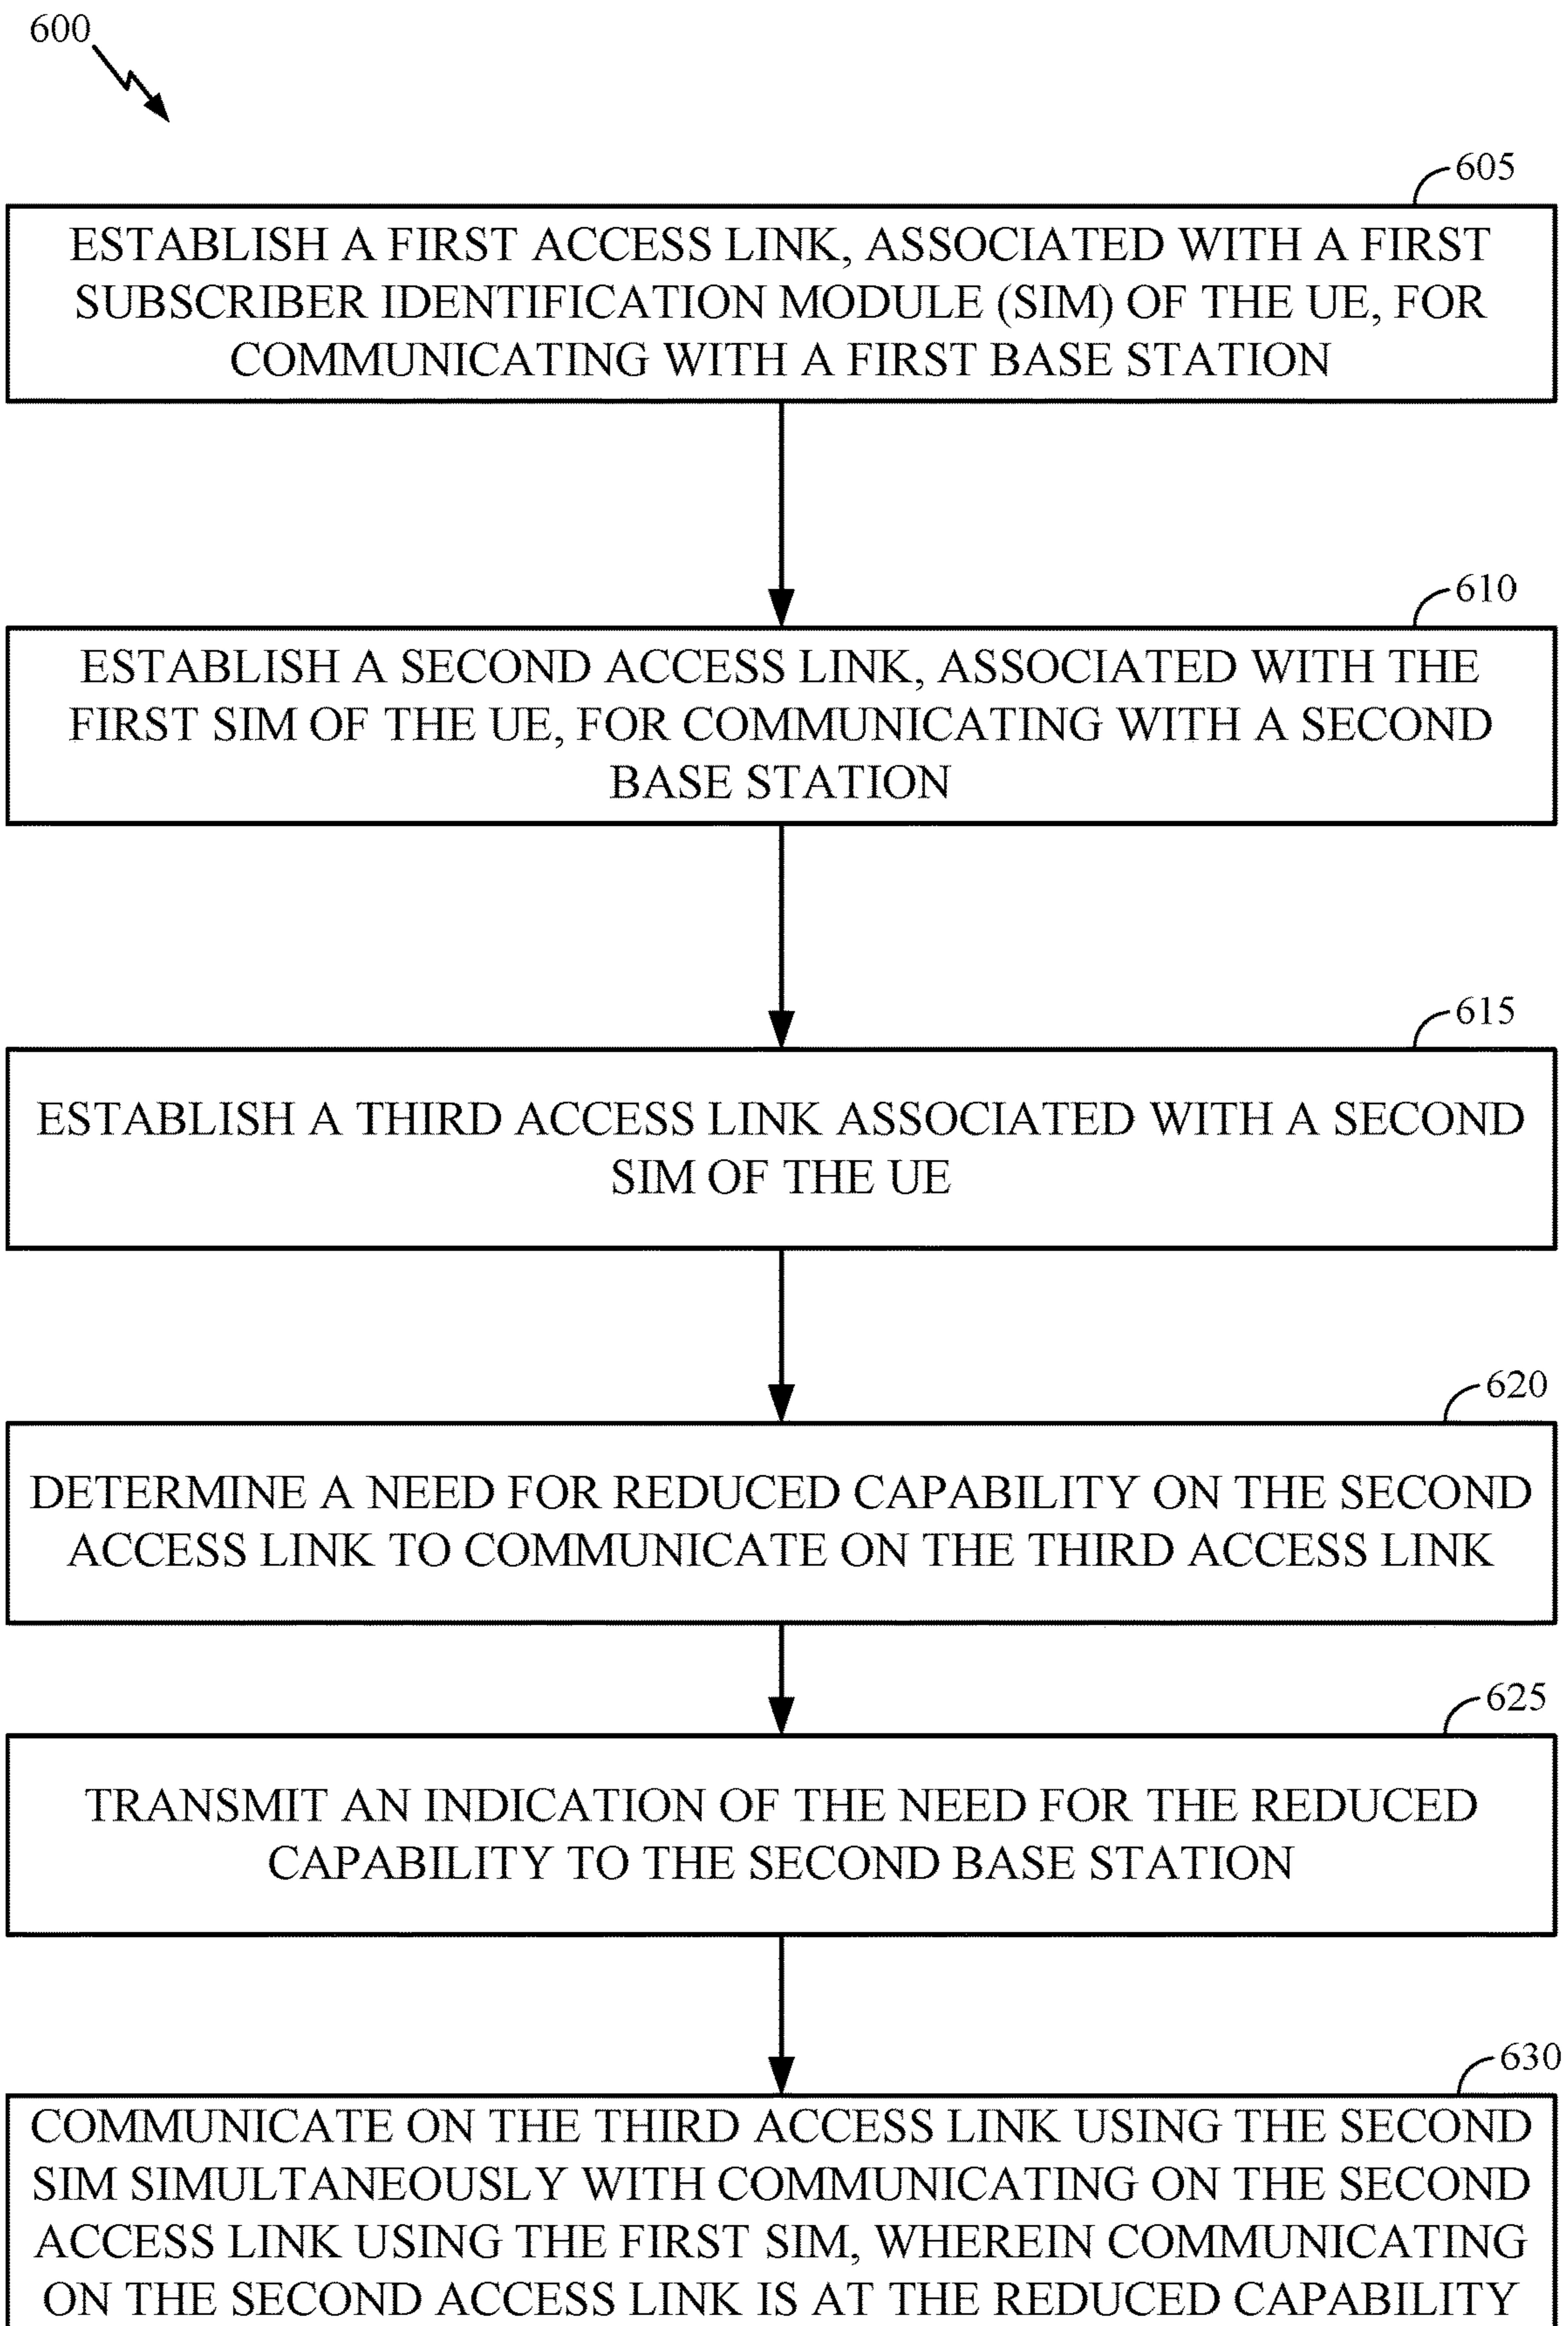 600
605
ESTABLISH A FIRST ACCESS LINK, ASSOCIATED WITH A FIRST
SUBSCRIBER IDENTIFICATION MODULE (SIM) OF THE UE, FOR
COMMUNICATING WITH A FIRST BASE STATION
610
ESTABLISH A SECOND ACCESS LINK, ASSOCIATED WITH THE
FIRST SIM OF THE UE, FOR COMMUNICATING WITH A SECOND
BASE STATION
615
ESTABLISH A THIRD ACCESS LINK ASSOCIATED WITH A SECOND
SIM OF THE UE
620
DETERMINE A NEED FOR REDUCED CAPABILITY ON THE SECOND
ACCESS LINK TO COMMUNICATE ON THE THIRD ACCESS LINK
625
TRANSMIT AN INDICATION OF THE NEED FOR THE REDUCED
CAPABILITY TO THE SECOND BASE STATION
630
COMMUNICATE ON THE THIRD ACCESS LINK USING THE SECOND
SIM SIMULTANEOUSLY WITH COMMUNICATING ON THE SECOND
ACCESS LINK USING THE FIRST SIM, WHEREIN COMMUNICATING
ON THE SECOND ACCESS LINK IS AT THE REDUCED CAPABILITY